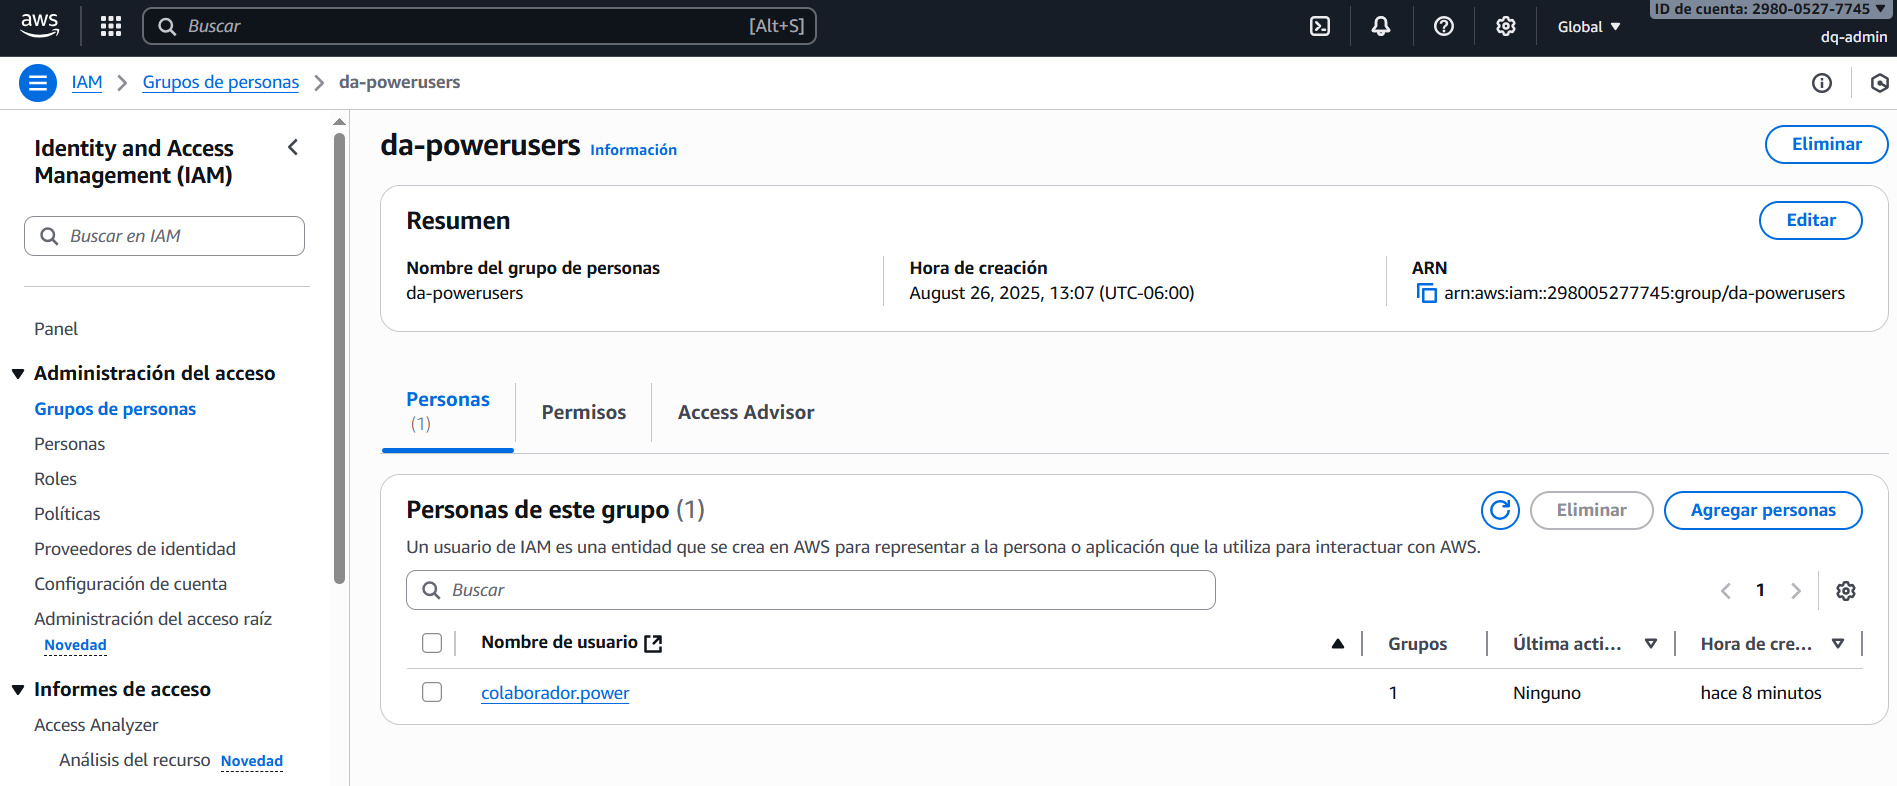 aws
Buscar
[Alt+S]
Global
ID de cuenta: 2980-0527-7745
dq-admin
IAM
Grupos de personas
da-powerusers
Identity and Access
Management (IAM)
Buscar en IAM
Panel
Administración del acceso
Grupos de personas
Personas
Roles
Políticas
Proveedores de identidad
Configuración de cuenta
Administración del acceso raíz
Novedad
Informes de acceso
Access Analyzer
Análisis del recurso Novedad
da-powerusers Información
Eliminar
Resumen
Editar
Nombre del grupo de personas
da-powerusers
Hora de creación
August 26, 2025, 13:07 (UTC-06:00)
ARN
arn:aws:iam::298005277745:group/da-powerusers
Personas
(1)
Permisos
Access Advisor
Personas de este grupo (1)
Eliminar
Agregar personas
Un usuario de IAM es una entidad que se crea en AWS para representar a la persona o aplicación que la utiliza para interactuar con AWS.
Buscar
1
Nombre de usuario
Grupos
Última acti...
Hora de cre...
colaborador.power
1
Ninguno
hace 8 minutos